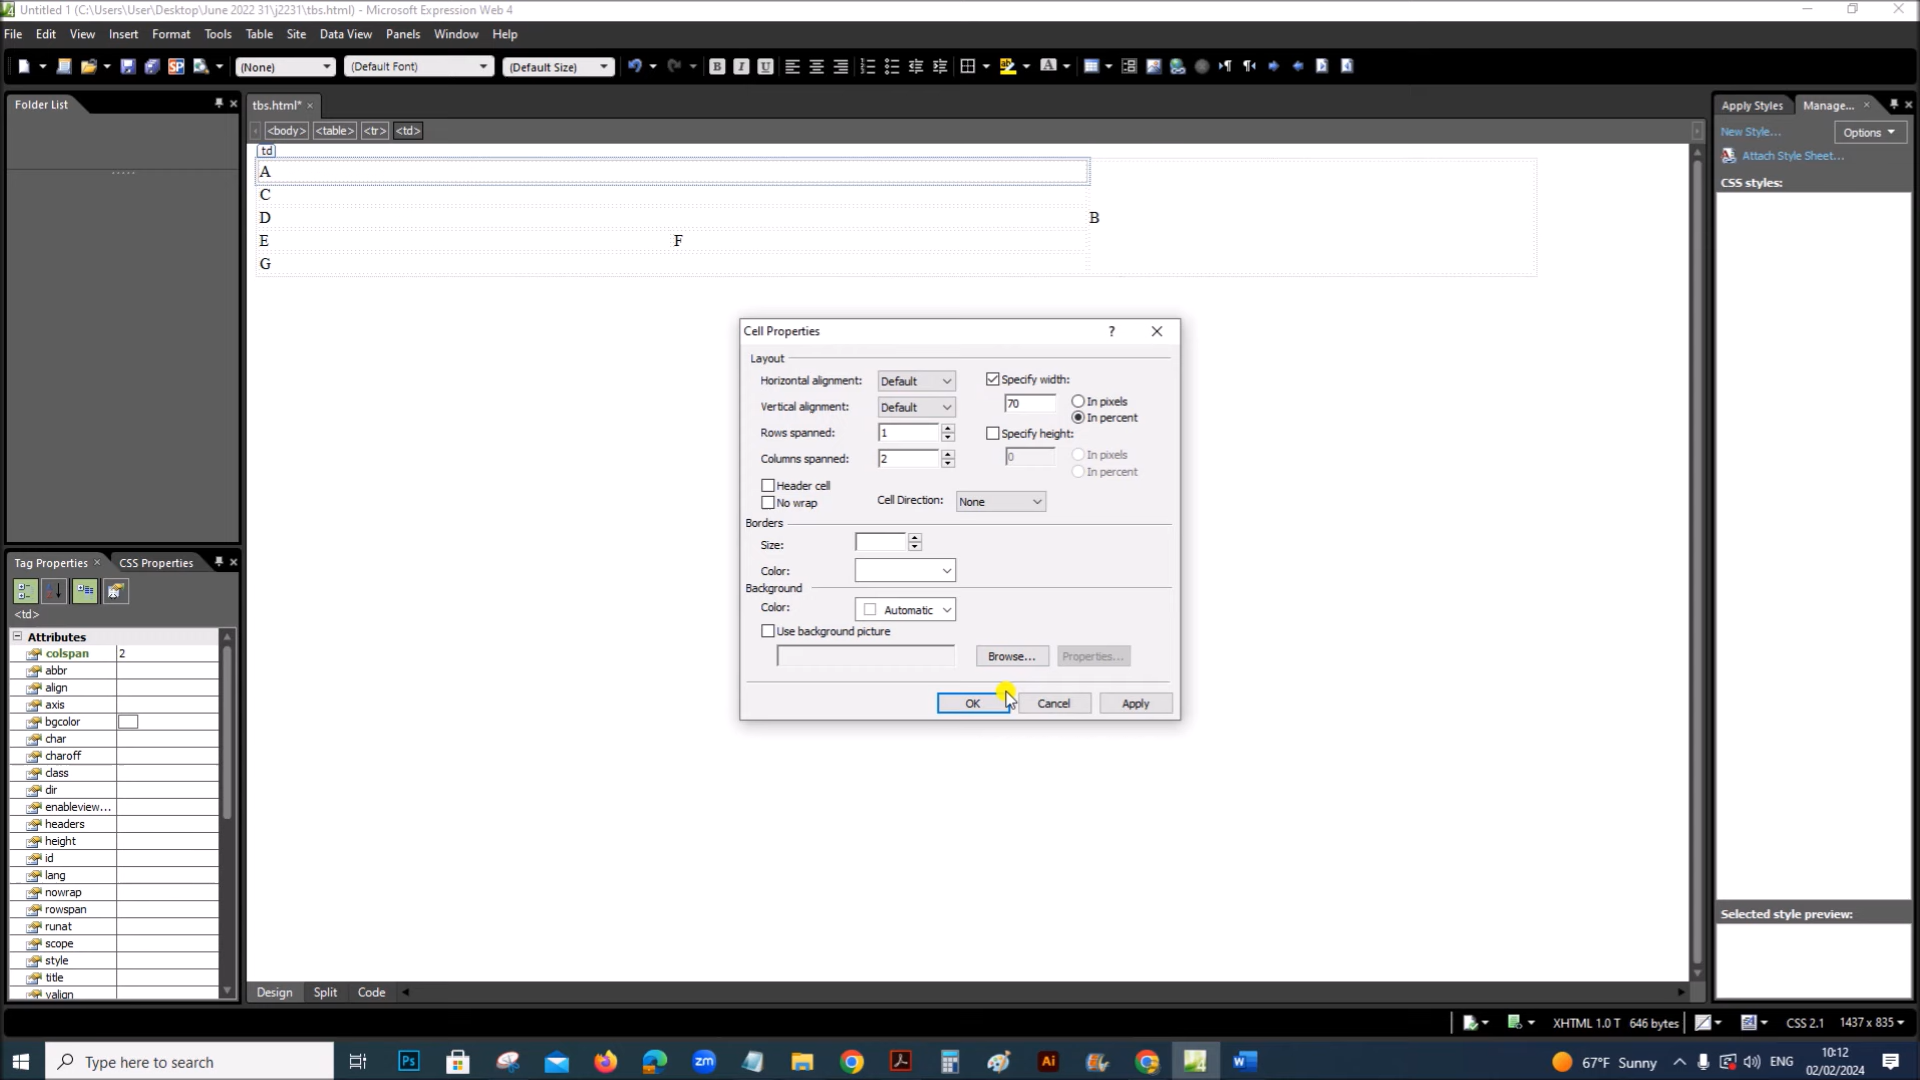 Untitled 1 (C:\Users\User\Desktop\June 2022 31\j2231\tbs.html) - Microsoft Expression Web 4
File Edit View Insert Format Tools Table Site Data View Panels Window Help
(None) (Default Font) (Default Size)
Folder List
tbs.html*
<body> <table> <tr> <td>
td
A
C
D
B
E
F
G
Cell Properties
Layout
Horizontal alignment: Default
Specify width:
70
In pixels
In percent
Vertical alignment: Default
Rows spanned: 1
Specify height:
0
In pixels
In percent
Columns spanned: 2
Header cell
No wrap
Cell Direction: None
Borders
Size:
Color:
Background
Color: Automatic
Use background picture
Browse... Properties...
OK Cancel Apply
Apply Styles Manage...
New Style... Options
Attach Style Sheet...
CSS styles:
Selected style preview:
Tag Properties CSS Properties
<td>
Attributes
colspan 2
abbr
align
axis
bgcolor
char
charoff
class
dir
enableview...
headers
height
id
lang
nowrap
rowspan
runat
scope
style
title
valign
Design Split Code
XHTML 1.0 T 646 bytes CSS 2.1 1437 x 835
Type here to search
Ps
zm
Ai
4
67°F Sunny
ENG
10:12
02/02/2024